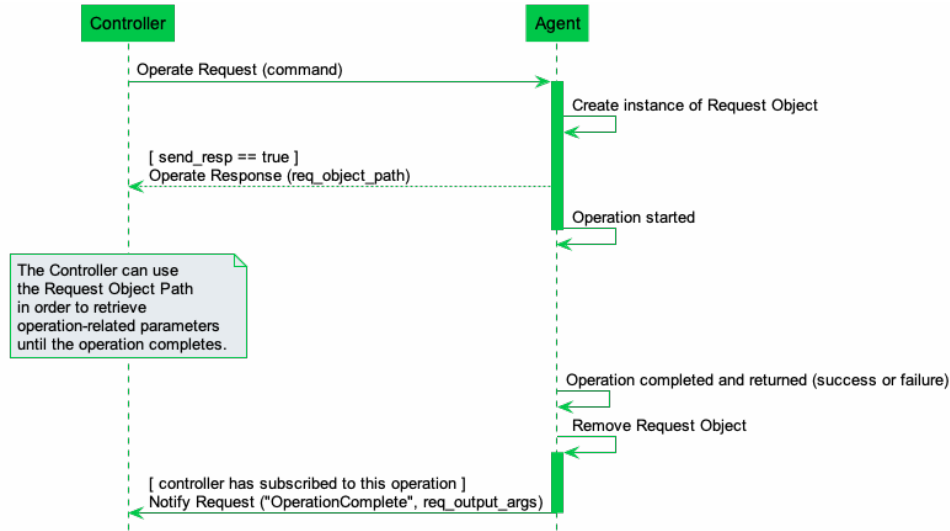 Controller
Agent
Operate Request (command)
Create instance of Request Object
[ send_resp == true ]
Operate Response (req_object_path)
Operation started
The Controller can use
the Request Object Path
in order to retrieve
operation-related parameters
until the operation completes.
Operation completed and returned (success or failure)
Remove Request Object
[ controller has subscribed to this operation ]
Notify Request ("OperationComplete", req_output_args)